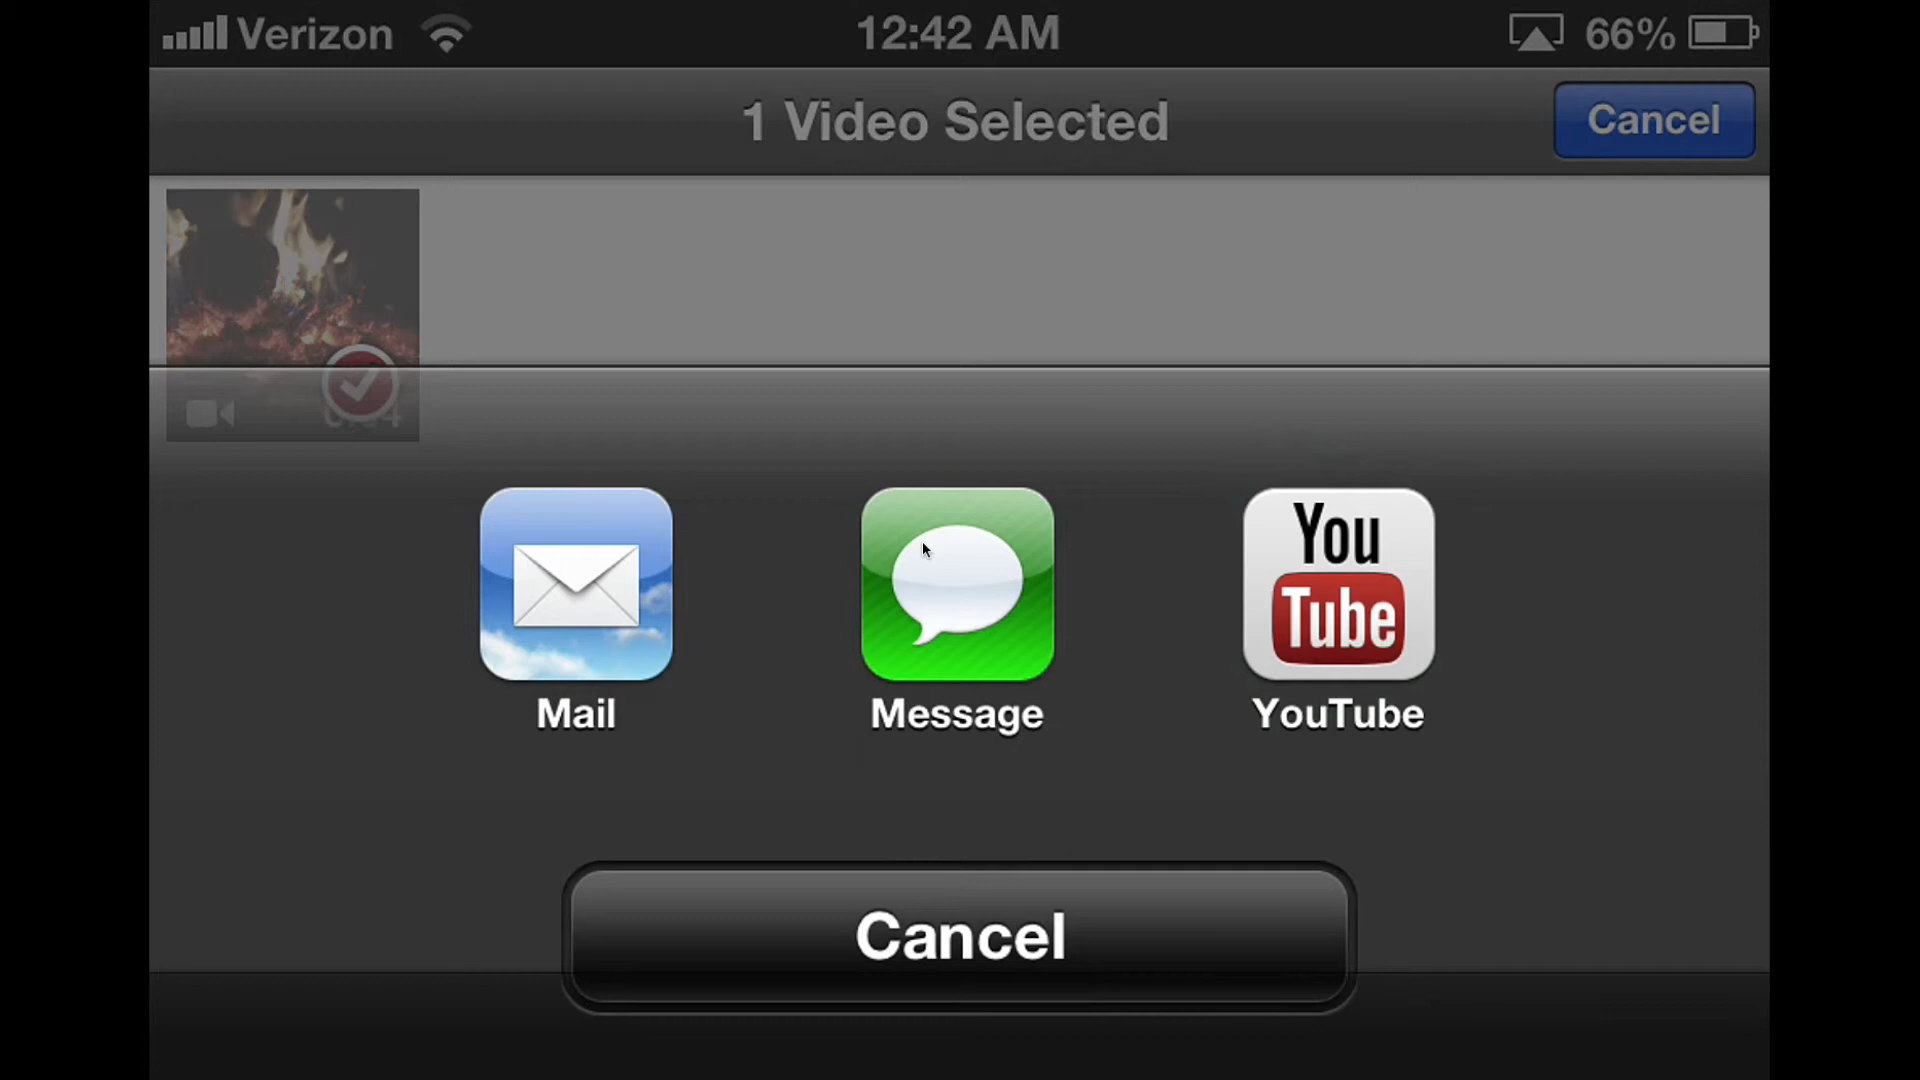 Verizon 12:42 AM 66%
1 Video Selected Cancel
You
Tube
Mail Message YouTube
Cancel